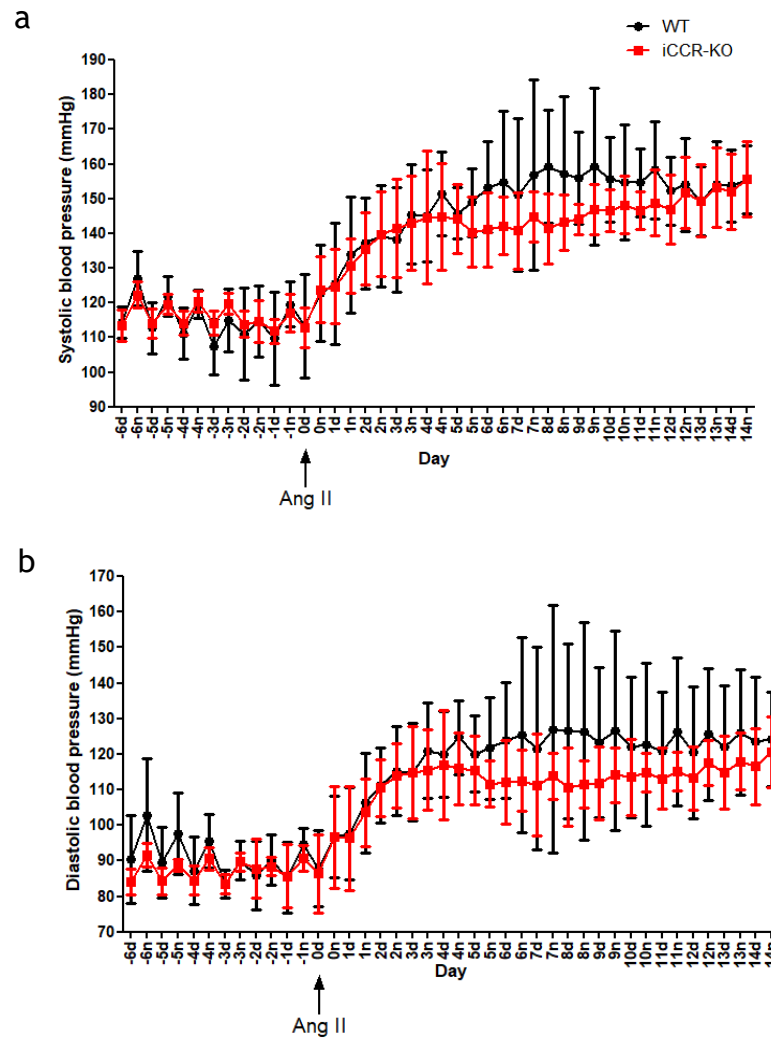 a
WT
iCCR-KO
Systolic blood pressure (mmHg)
190
180
170
160
150
140
130
120
110
100
90
-6d -6n -5d -5n -4d -4n -3d -3n -2d -2n -1d -1n 0d 0n 1d 1n 2d 2n 3d 3n 4d 4n 5d 5n 6d 6n 7d 7n 8d 8n 9d 9n 10d 10n 11d 11n 12d 12n 13d 13n 14d 14n
Day
Ang II
b
Diastolic blood pressure (mmHg)
170
160
150
140
130
120
110
100
90
80
70
-6d -6n -5d -5n -4d -4n -3d -3n -2d -2n -1d -1n 0d 0n 1d 1n 2d 2n 3d 3n 4d 4n 5d 5n 6d 6n 7d 7n 8d 8n 9d 9n 10d 10n 11d 11n 12d 12n 13d 13n 14d 14n
Day
Ang II